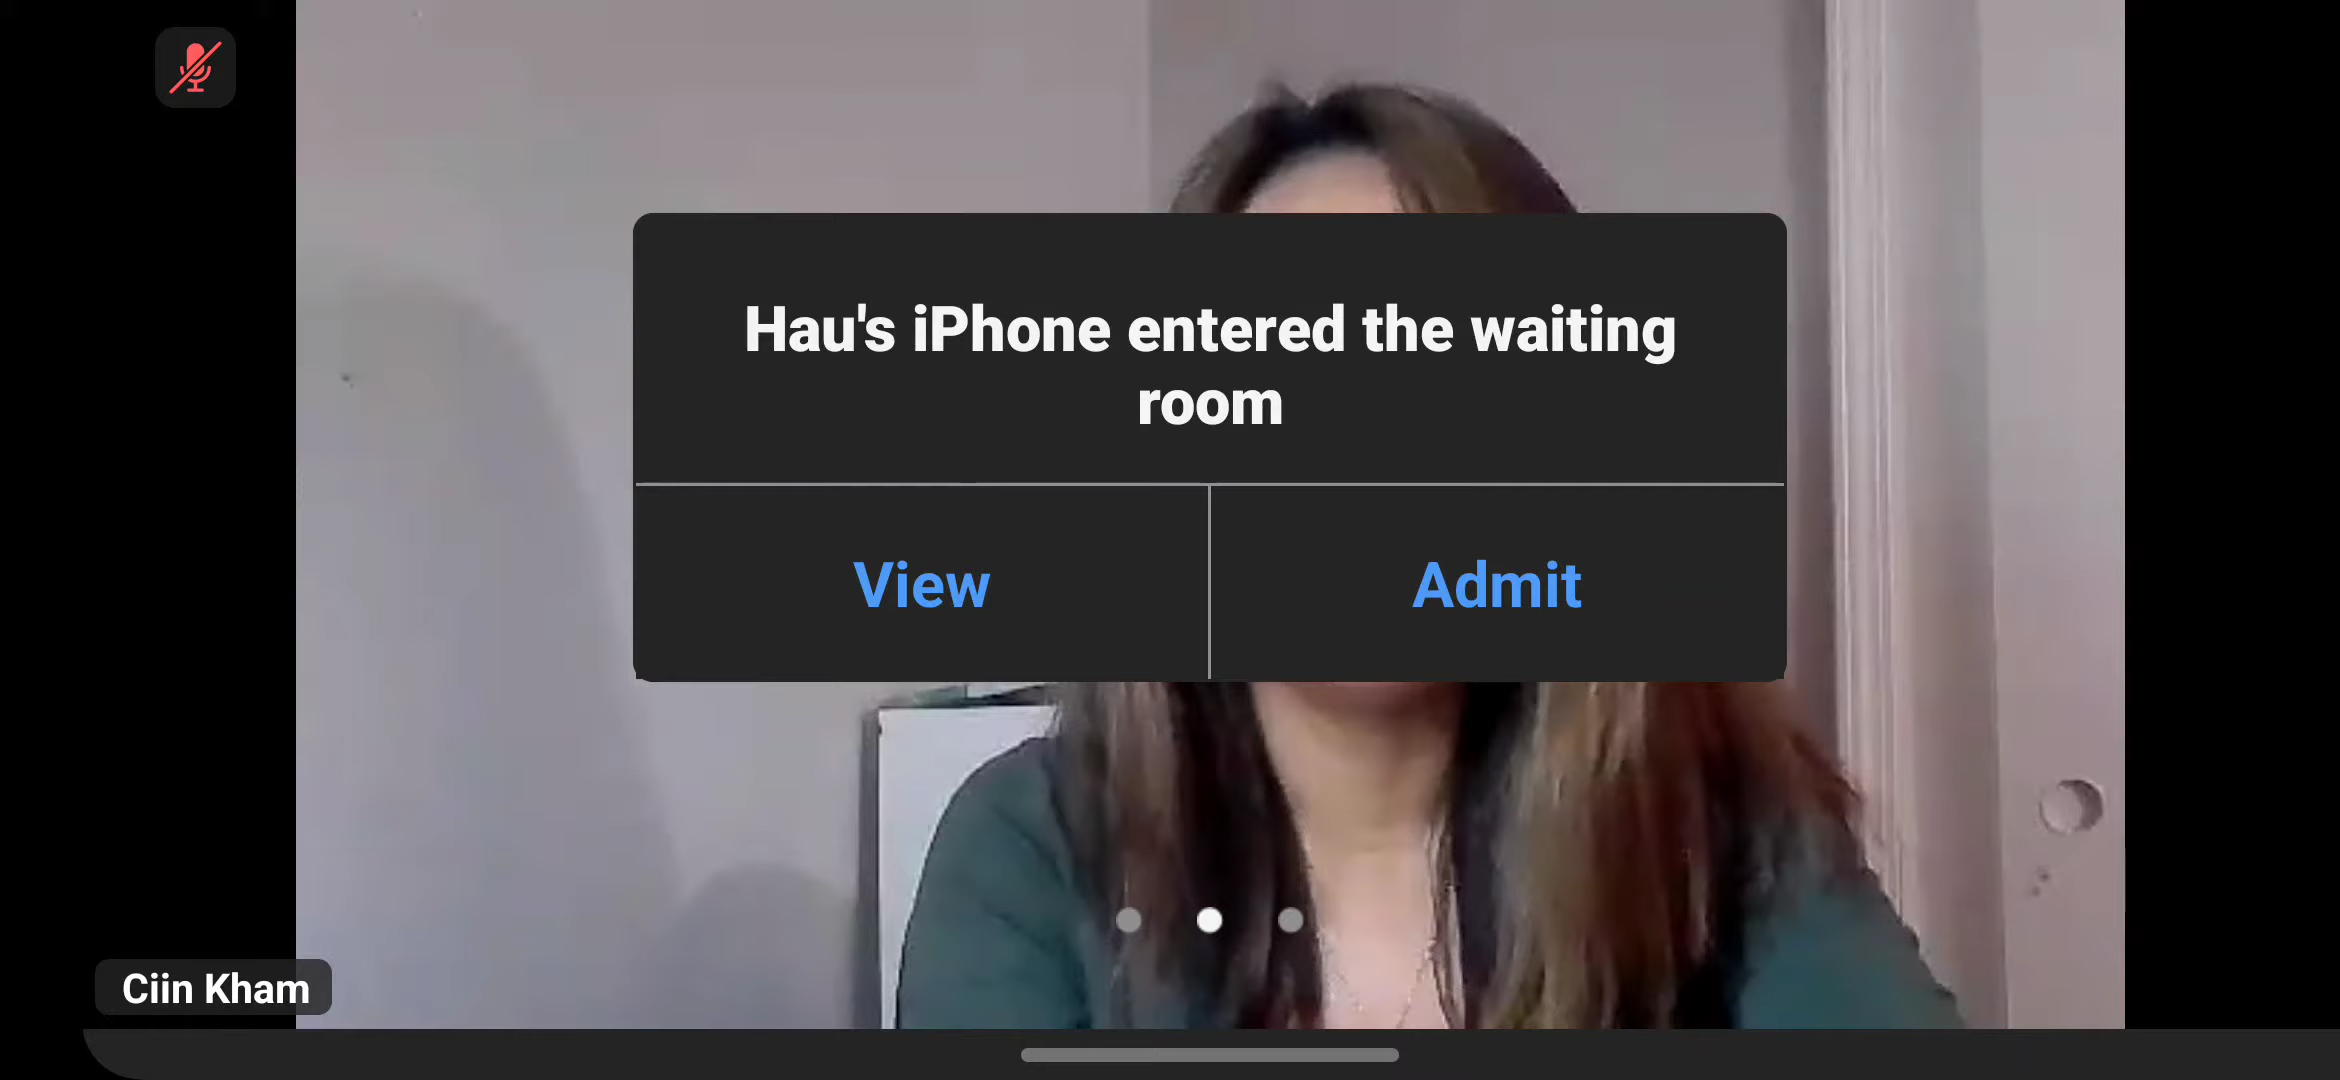 Hau's iPhone entered the waiting
room
View
Admit
Ciin Kham